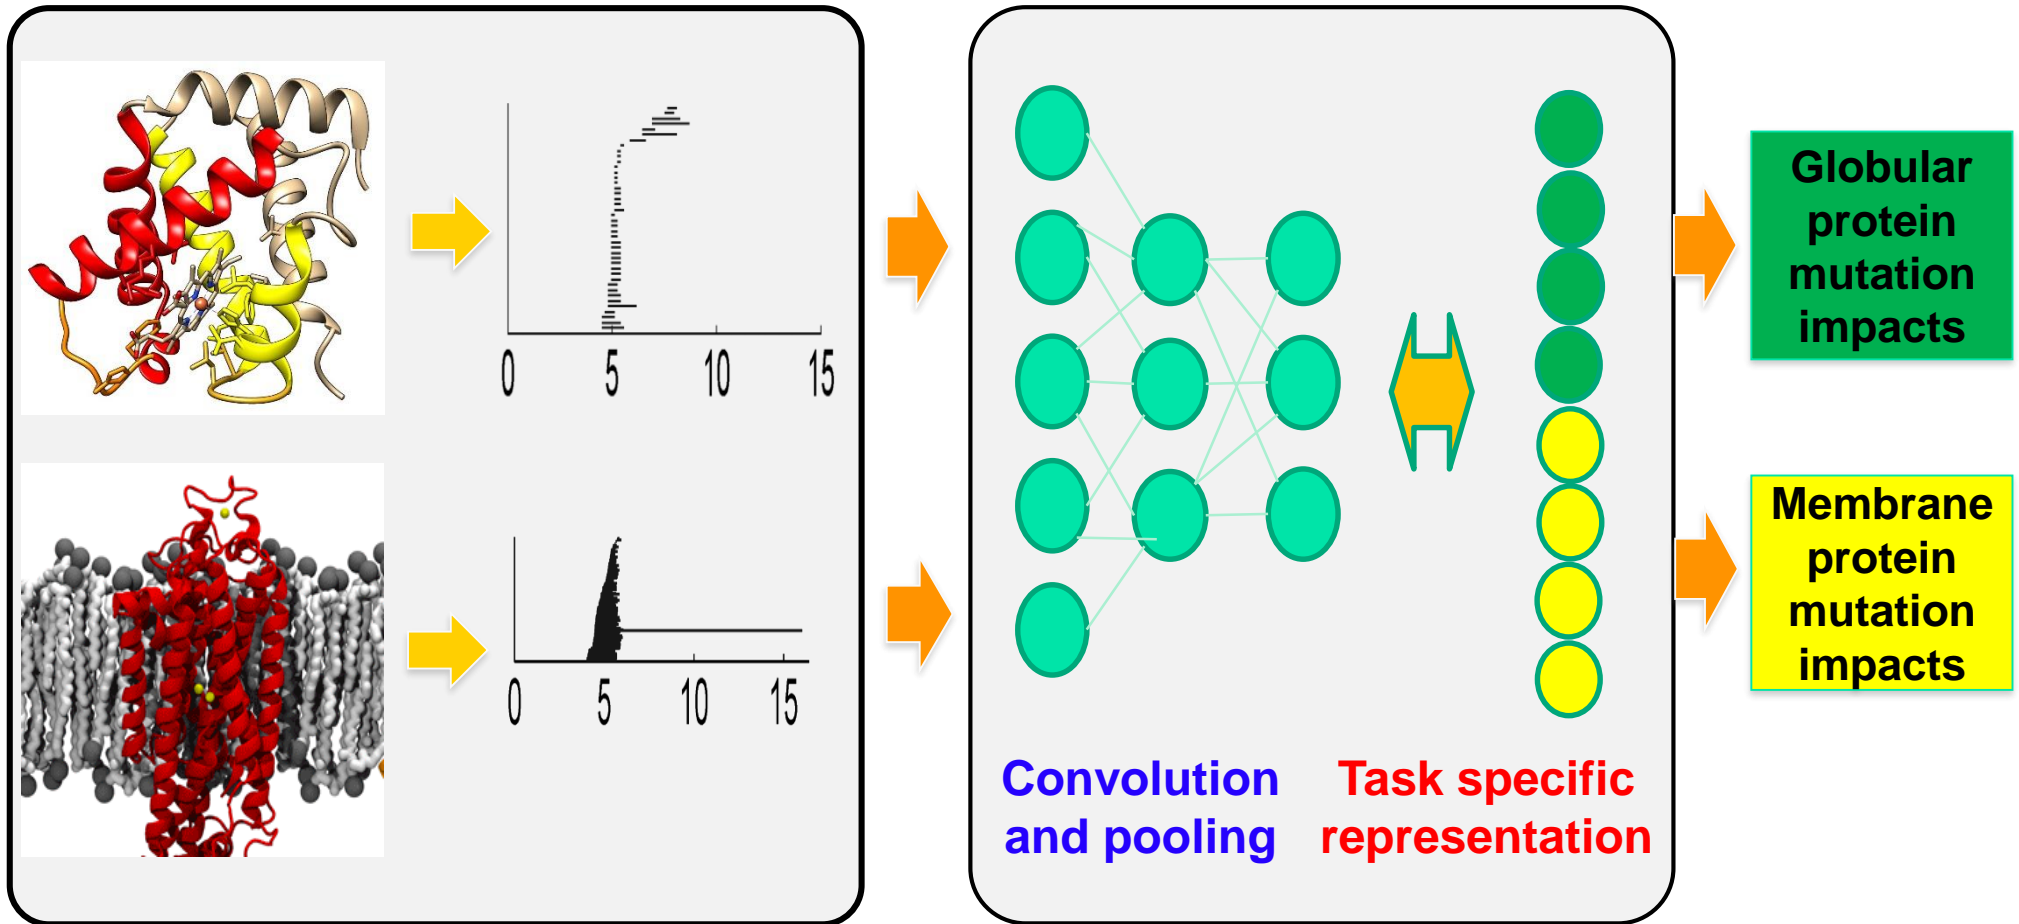 0 5 10 15
0 5 10 15
Convolution
and pooling
Task specific
representation
Globular
protein
mutation
impacts
Membrane
protein
mutation
impacts